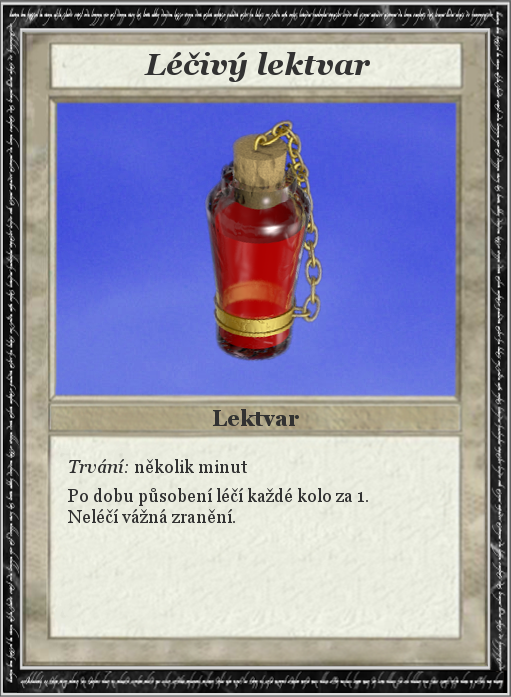 Léčivý lektvar
Lektvar
Trvání: několik minut
Po dobu působení léčí každé kolo za 1.
Neléčí vážná zranění.